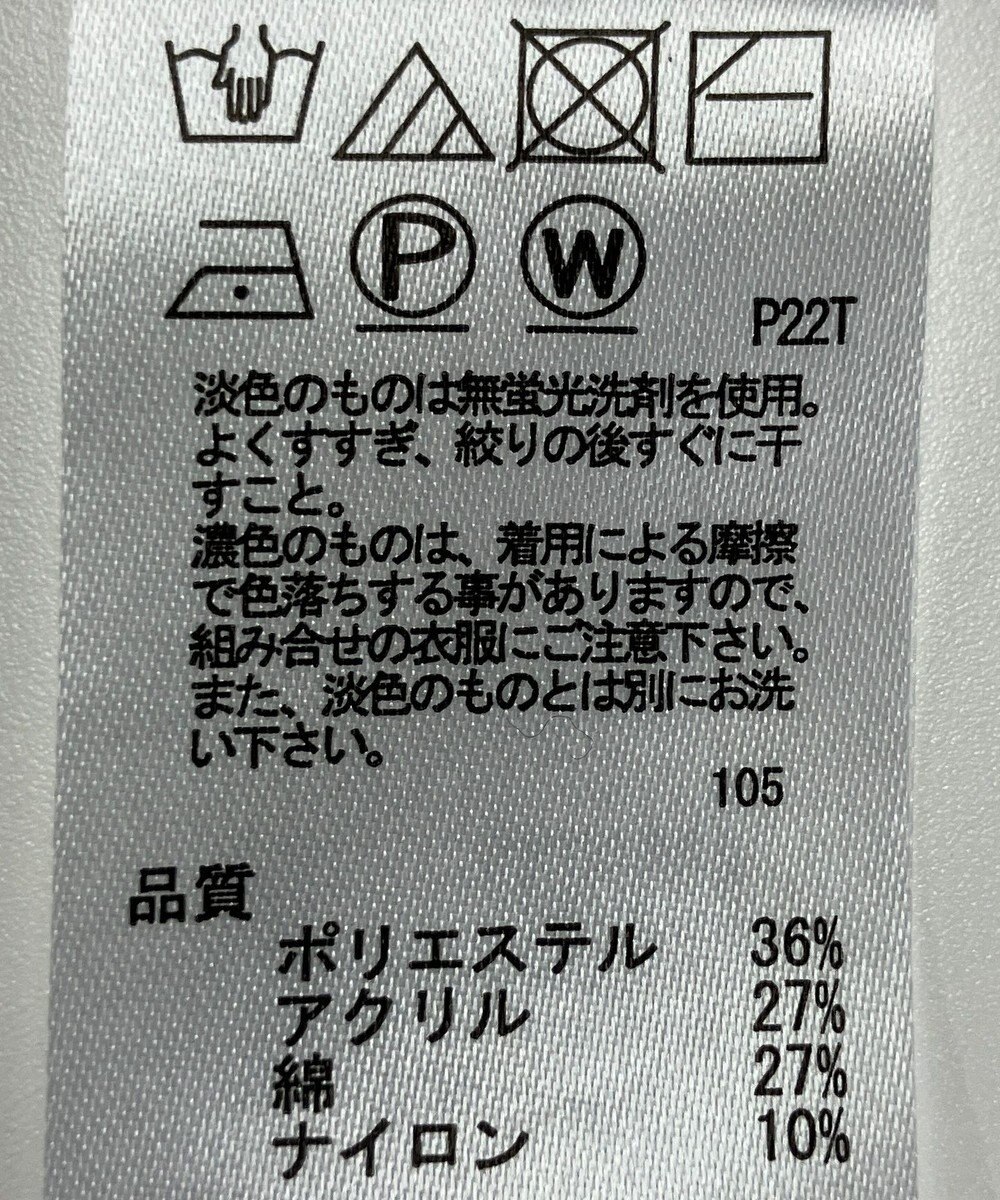 P W
P22T
淡色のものは無蛍光洗剤を使用。
よくすすぎ、絞りの後すぐに干
すこと。
濃色のものは、着用による摩擦
で色落ちする事がありますので、
組み合せの衣服にご注意下さい。
また、淡色のものとは別にお洗
い下さい。
105
品質
ポリエステル 36%
アクリル 27%
綿 27%
ナイロン 10%